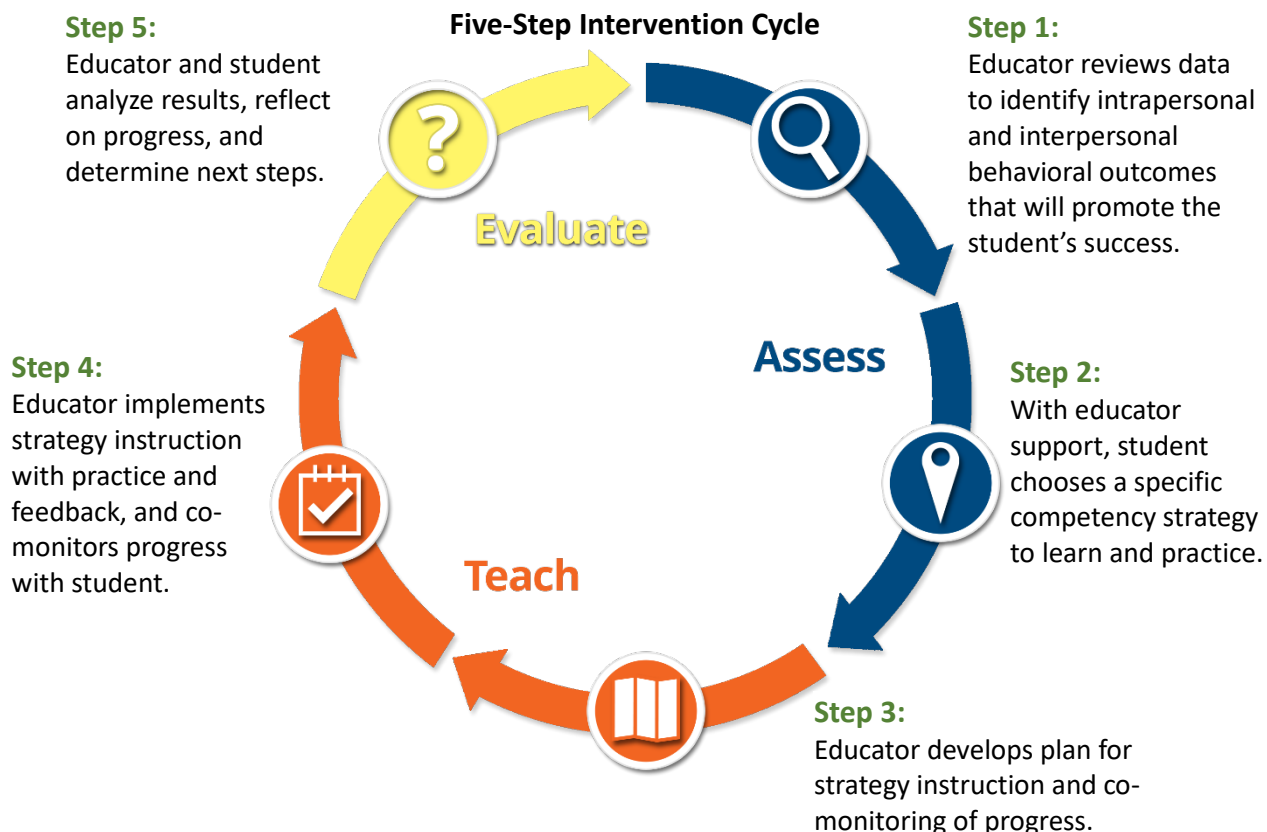 Five-Step Intervention Cycle
Step 1:
Educator reviews data
to identify intrapersonal
and interpersonal
behavioral outcomes
that will promote the
student’s success.
Assess
Step 2:
With educator
support, student
chooses a specific
competency strategy
to learn and practice.
Step 3:
Educator develops plan for
strategy instruction and co-
monitoring of progress.
Teach
Step 4:
Educator implements
strategy instruction
with practice and
feedback, and co-
monitors progress
with student.
Step 5:
Educator and student
analyze results, reflect
on progress, and
determine next steps.
?
Evaluate